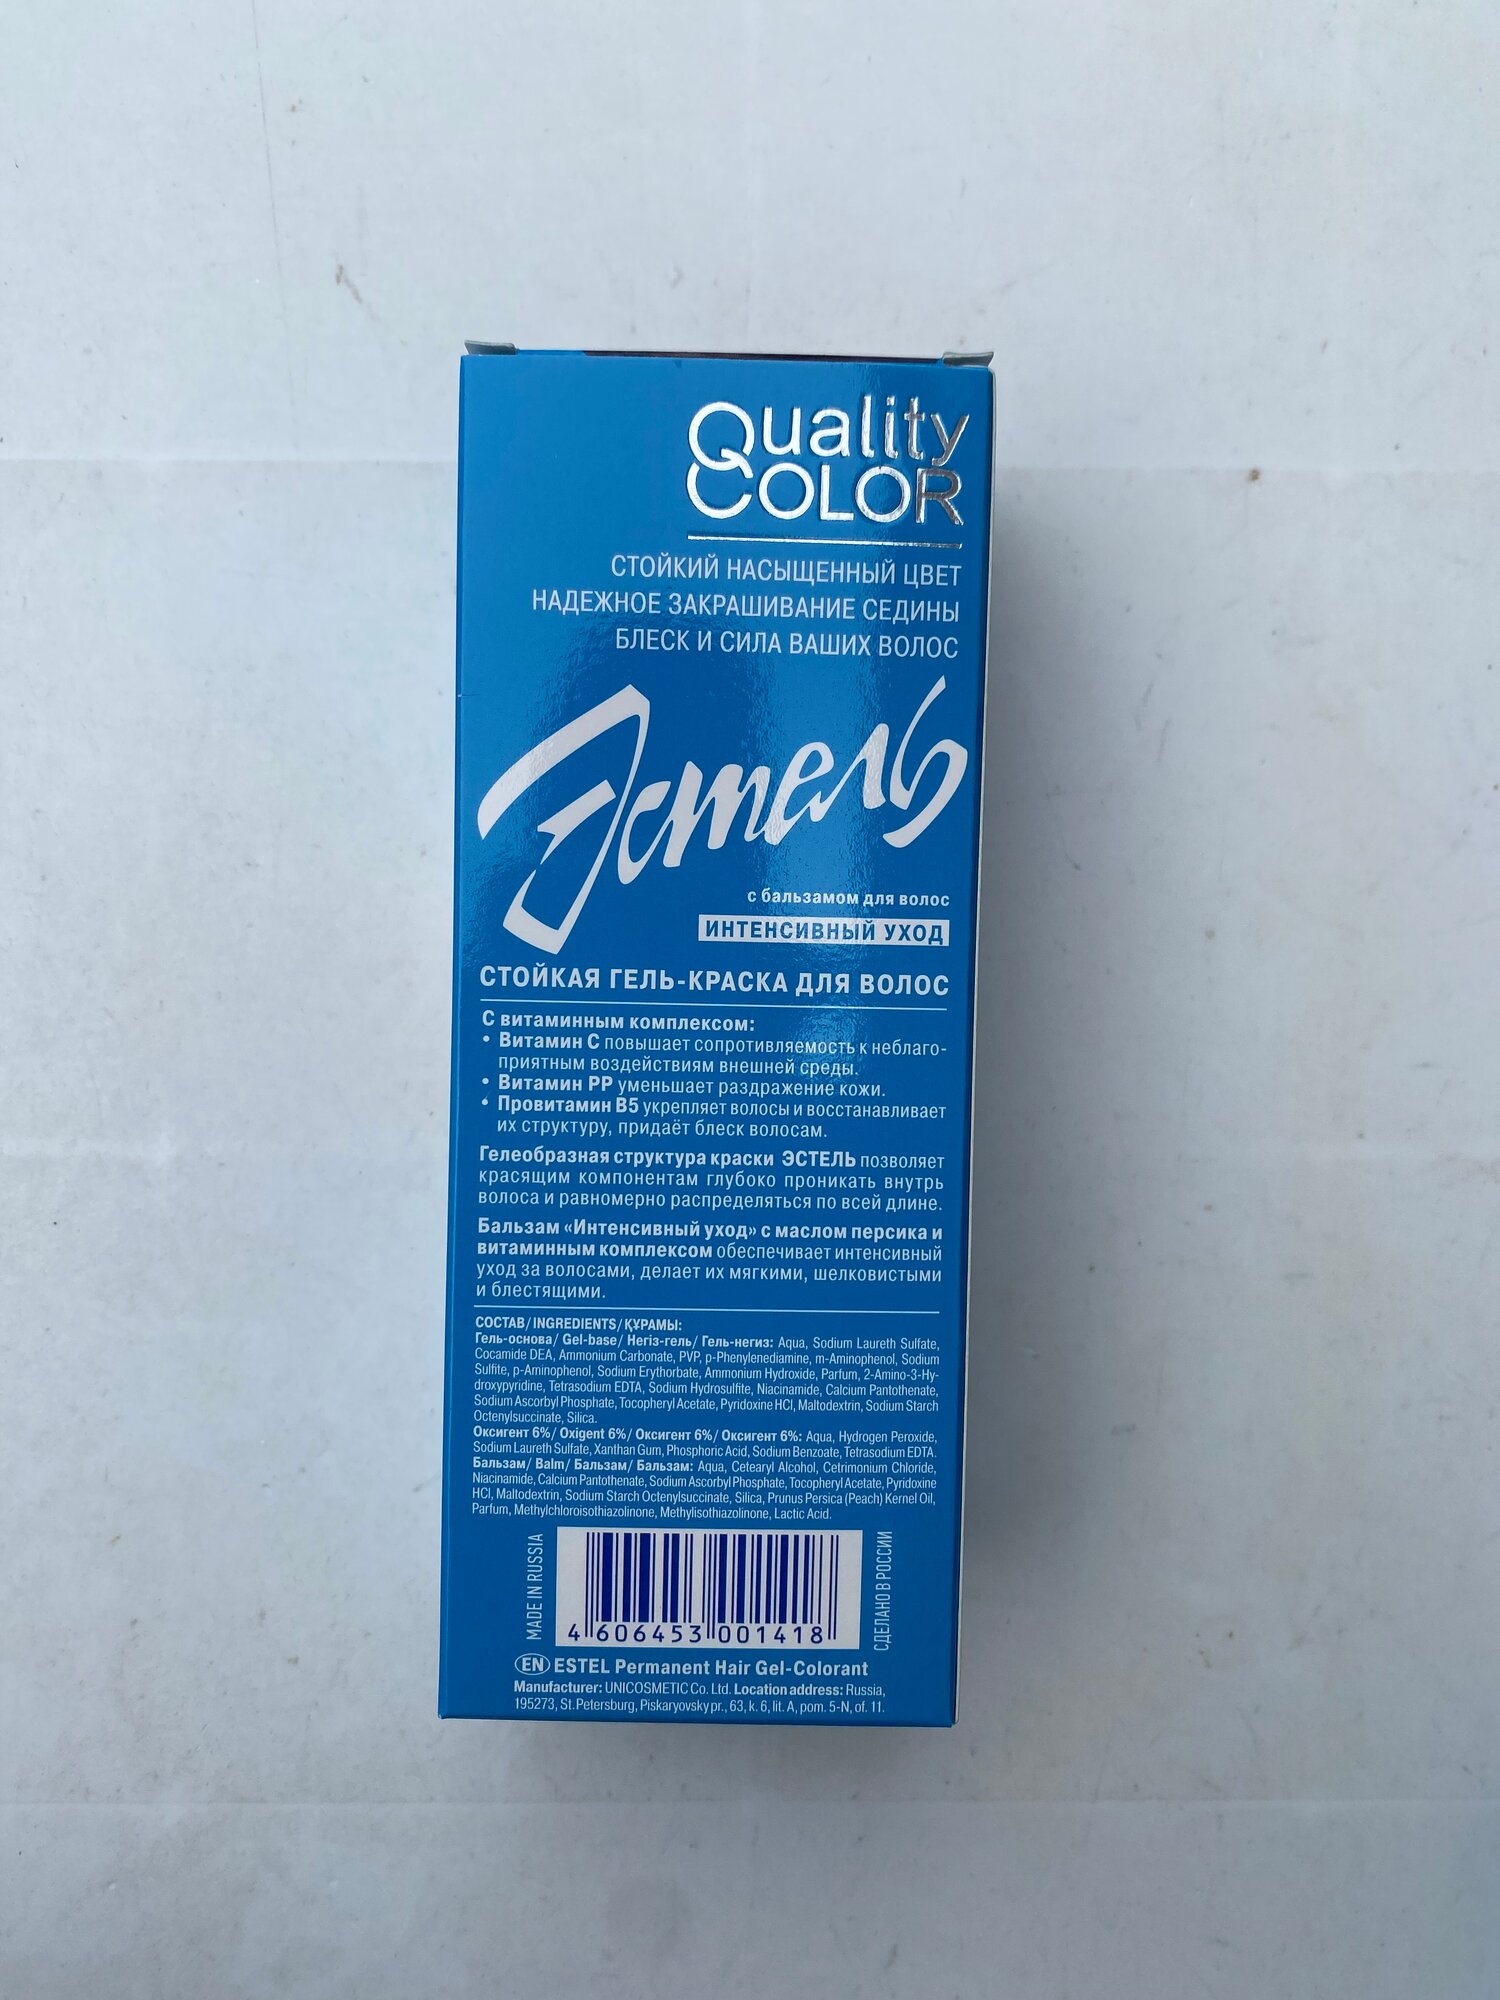 Quality
COLOR
СТОЙКИЙ НАСЫЩЕННЫЙ ЦВЕТ
НАДЕЖНОЕ ЗАКРАШИВАНИЕ СЕДИНЫ
БЛЕСК И СИЛА ВАШИХ ВОЛОС
Эстель
с бальзамом для волос
ИНТЕНСИВНЫЙ УХОД
СТОЙКАЯ ГЕЛЬ-КРАСКА ДЛЯ ВОЛОС
С витаминным комплексом:
• Витамин С повышает сопротивляемость к неблаго-
приятным воздействиям внешней среды.
• Витамин РР уменьшает раздражение кожи.
• Провитамин В5 укрепляет волосы и восстанавливает
их структуру, придаёт блеск волосам.
Гелеобразная структура краски ЭСТЕЛЬ позволяет
красящим компонентам глубоко проникать внутрь
волоса и равномерно распределяться по всей длине.
Бальзам «Интенсивный уход» с маслом персика и
витаминным комплексом обеспечивает интенсивный
уход за волосами, делает их мягкими, шелковистыми
и блестящими.
СОСТАВ/ INGREDIENTS/ ҚҰРАМЫ:
Гель-основа/ Gel-base/ Негіз-гель/ Гель-негиз: Aqua, Sodium Laureth Sulfate,
Cocamide DEA, Ammonium Carbonate, PVP, p-Phenylenediamine, m-Aminophenol, Sodium
Sulfite, p-Aminophenol, Sodium Erythorbate, Ammonium Hydroxide, Parfum, 2-Amino-3-Hy-
droxypyridine, Tetrasodium EDTA, Sodium Hydrosulfite, Niacinamide, Calcium Pantothenate,
Sodium Ascorbyl Phosphate, Tocopheryl Acetate, Pyridoxine HCl, Maltodextrin, Sodium Starch
Octenylsuccinate, Silica.
Оксигент 6%/ Oxigent 6%/ Оксигент 6%/ Оксигент 6%: Aqua, Hydrogen Peroxide,
Sodium Laureth Sulfate, Xanthan Gum, Phosphoric Acid, Sodium Benzoate, Tetrasodium EDTA.
Бальзам/ Balm/ Бальзам/ Бальзам: Aqua, Cetearyl Alcohol, Cetrimonium Chloride,
Niacinamide, Calcium Pantothenate, Sodium Ascorbyl Phosphate, Tocopheryl Acetate, Pyridoxine
HCl, Maltodextrin, Sodium Starch Octenylsuccinate, Silica, Prunus Persica (Peach) Kernel Oil,
Parfum, Methylchloroisothiazolinone, Methylisothiazolinone, Lactic Acid.
MADE IN RUSSIA
4 606453 001418
СДЕЛАНО В РОССИИ
EN ESTEL Permanent Hair Gel-Colorant
Manufacturer: UNICOSMETIC Co. Ltd. Location address: Russia,
195273, St. Petersburg, Piskaryovsky pr., 63, k. 6, lit. A, pom. 5-N, of. 11.